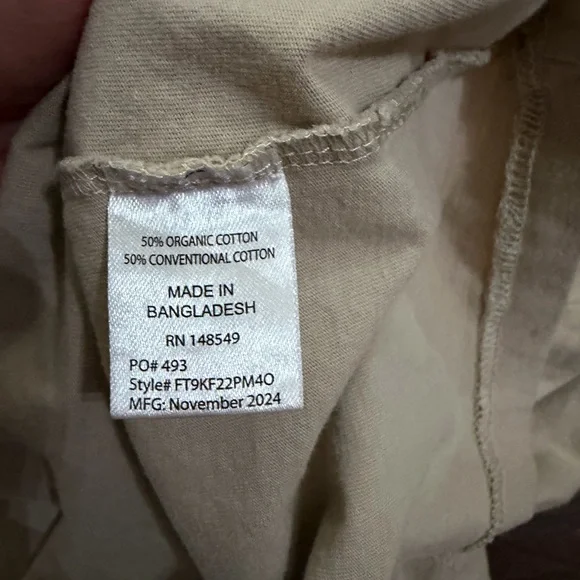 50% ORGANIC COTTON
50% CONVENTIONAL COTTON
MADE IN
BANGLADESH
RN 148549
PO# 493
Style# FT9KF22PM4O
MFG: November 2024